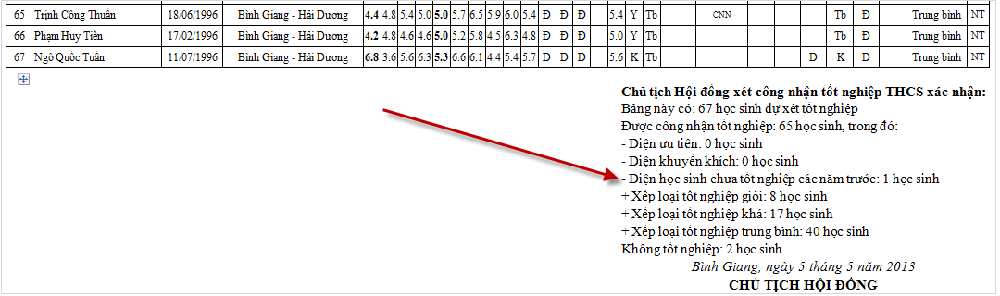 65 Trịnh Công Thuân 18/06/1996 Bình Giang - Hải Dương 4.4 4.8 5.4 5.0 5.0 5.7 6.5 5.9 6.0 5.4 Đ Đ Đ 5.4 Y Tb CNN Tb Đ Trung bình NT
66 Phạm Huy Tiến 17/02/1996 Bình Giang - Hải Dương 4.2 4.8 4.6 4.6 5.0 5.2 5.8 4.5 6.3 4.8 Đ Đ Đ 5.0 Y Tb Tb Đ Trung bình NT
67 Ngô Quốc Tuân 11/07/1996 Bình Giang - Hải Dương 6.8 3.6 5.6 6.3 5.3 6.6 6.1 4.4 5.4 5.7 Đ Đ Đ 5.6 K Tb Đ K Đ Trung bình NT
Chủ tịch Hội đồng xét công nhận tốt nghiệp THCS xác nhận:
Bảng này có: 67 học sinh dự xét tốt nghiệp
Được công nhận tốt nghiệp: 65 học sinh, trong đó:
- Diện ưu tiên: 0 học sinh
- Diện khuyến khích: 0 học sinh
- Diện học sinh chưa tốt nghiệp các năm trước: 1 học sinh
+ Xếp loại tốt nghiệp giỏi: 8 học sinh
+ Xếp loại tốt nghiệp khá: 17 học sinh
+ Xếp loại tốt nghiệp trung bình: 40 học sinh
Không tốt nghiệp: 2 học sinh
Bình Giang, ngày 5 tháng 5 năm 2013
CHỦ TỊCH HỘI ĐỒNG